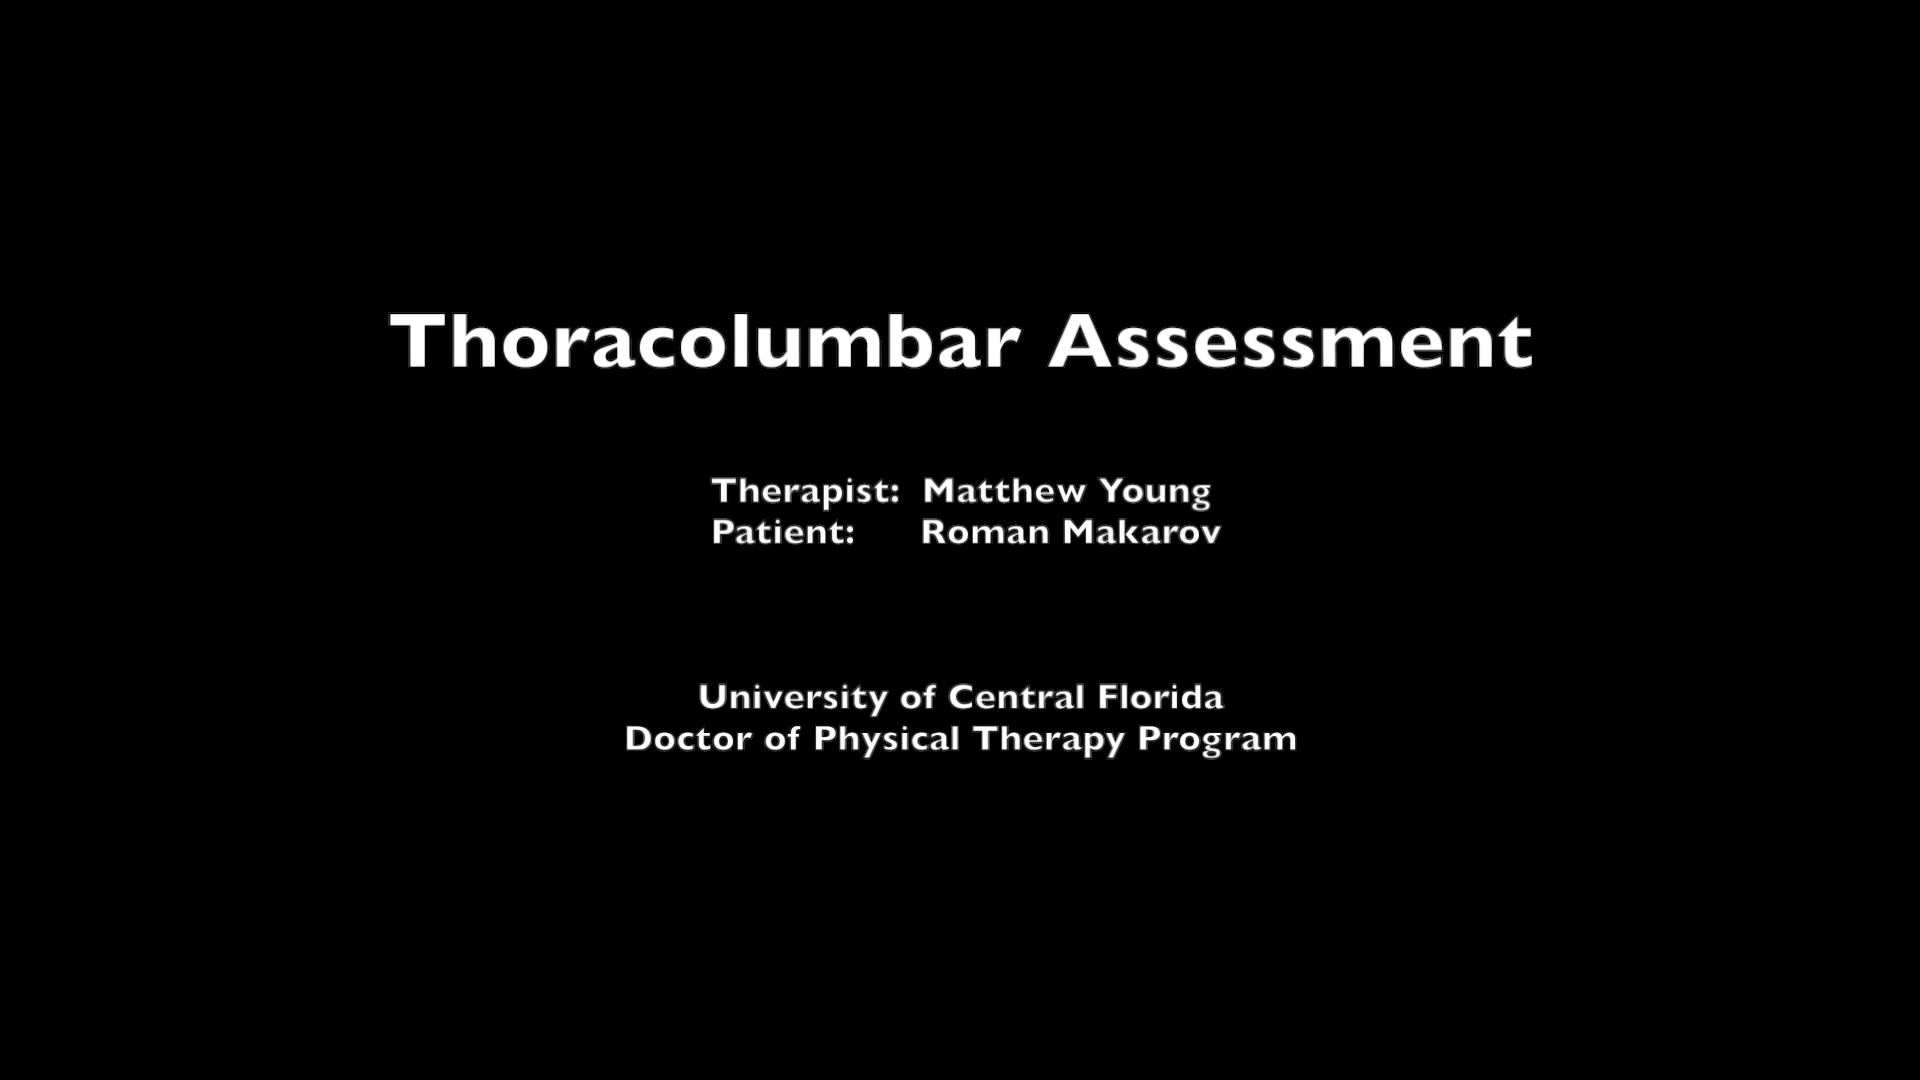 Thoracolumbar Assessment
Therapist: Matthew Young
Patient: Roman Makarov
University of Central Florida
Doctor of Physical Therapy Program